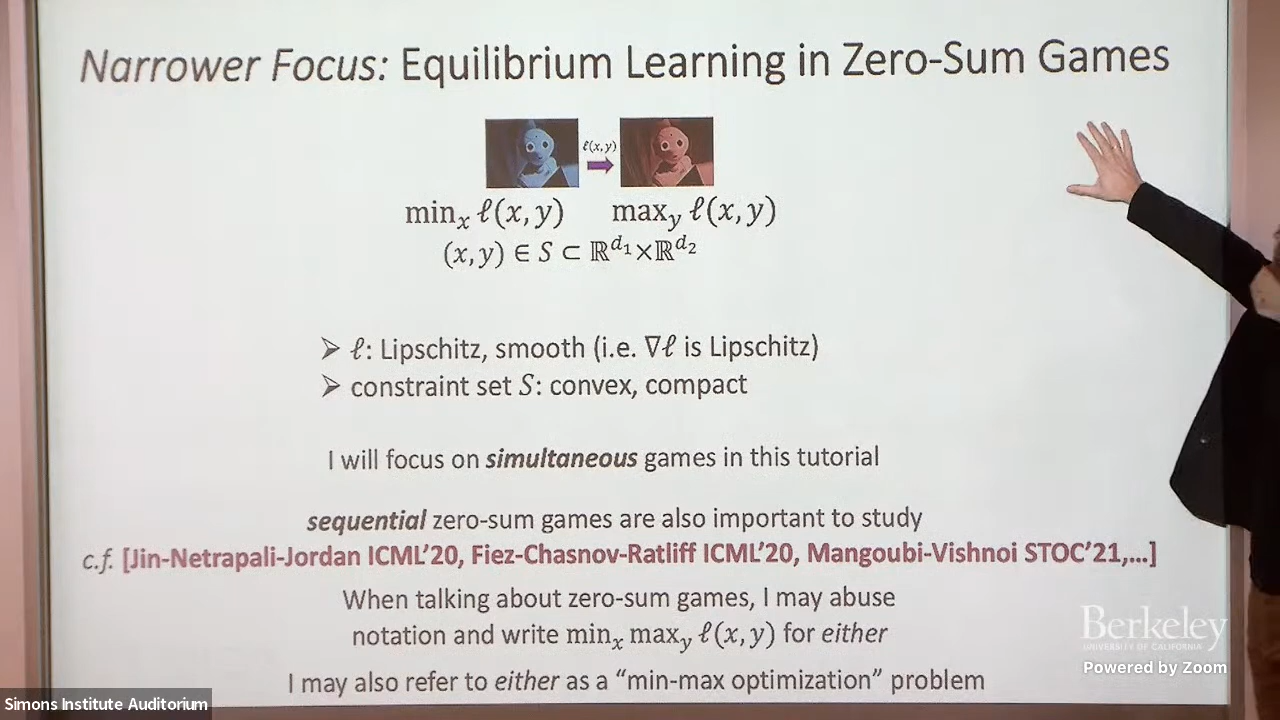 Narrower Focus: Equilibrium Learning in Zero-Sum Games
ℓ(x,y)
minₓ ℓ(x, y) max_y ℓ(x, y)
(x, y) ∈ S ⊂ ℝ^{d₁}×ℝ^{d₂}
➢ ℓ: Lipschitz, smooth (i.e. ∇ℓ is Lipschitz)
➢ constraint set S: convex, compact
I will focus on simultaneous games in this tutorial
sequential zero-sum games are also important to study
c.f. [Jin-Netrapali-Jordan ICML'20, Fiez-Chasnov-Ratliff ICML'20, Mangoubi-Vishnoi STOC'21,...]
When talking about zero-sum games, I may abuse
notation and write minₓ max_y ℓ(x, y) for either
I may also refer to either as a “min-max optimization” problem
Berkeley
UNIVERSITY OF CALIFORNIA
Powered by Zoom
Simons Institute Auditorium